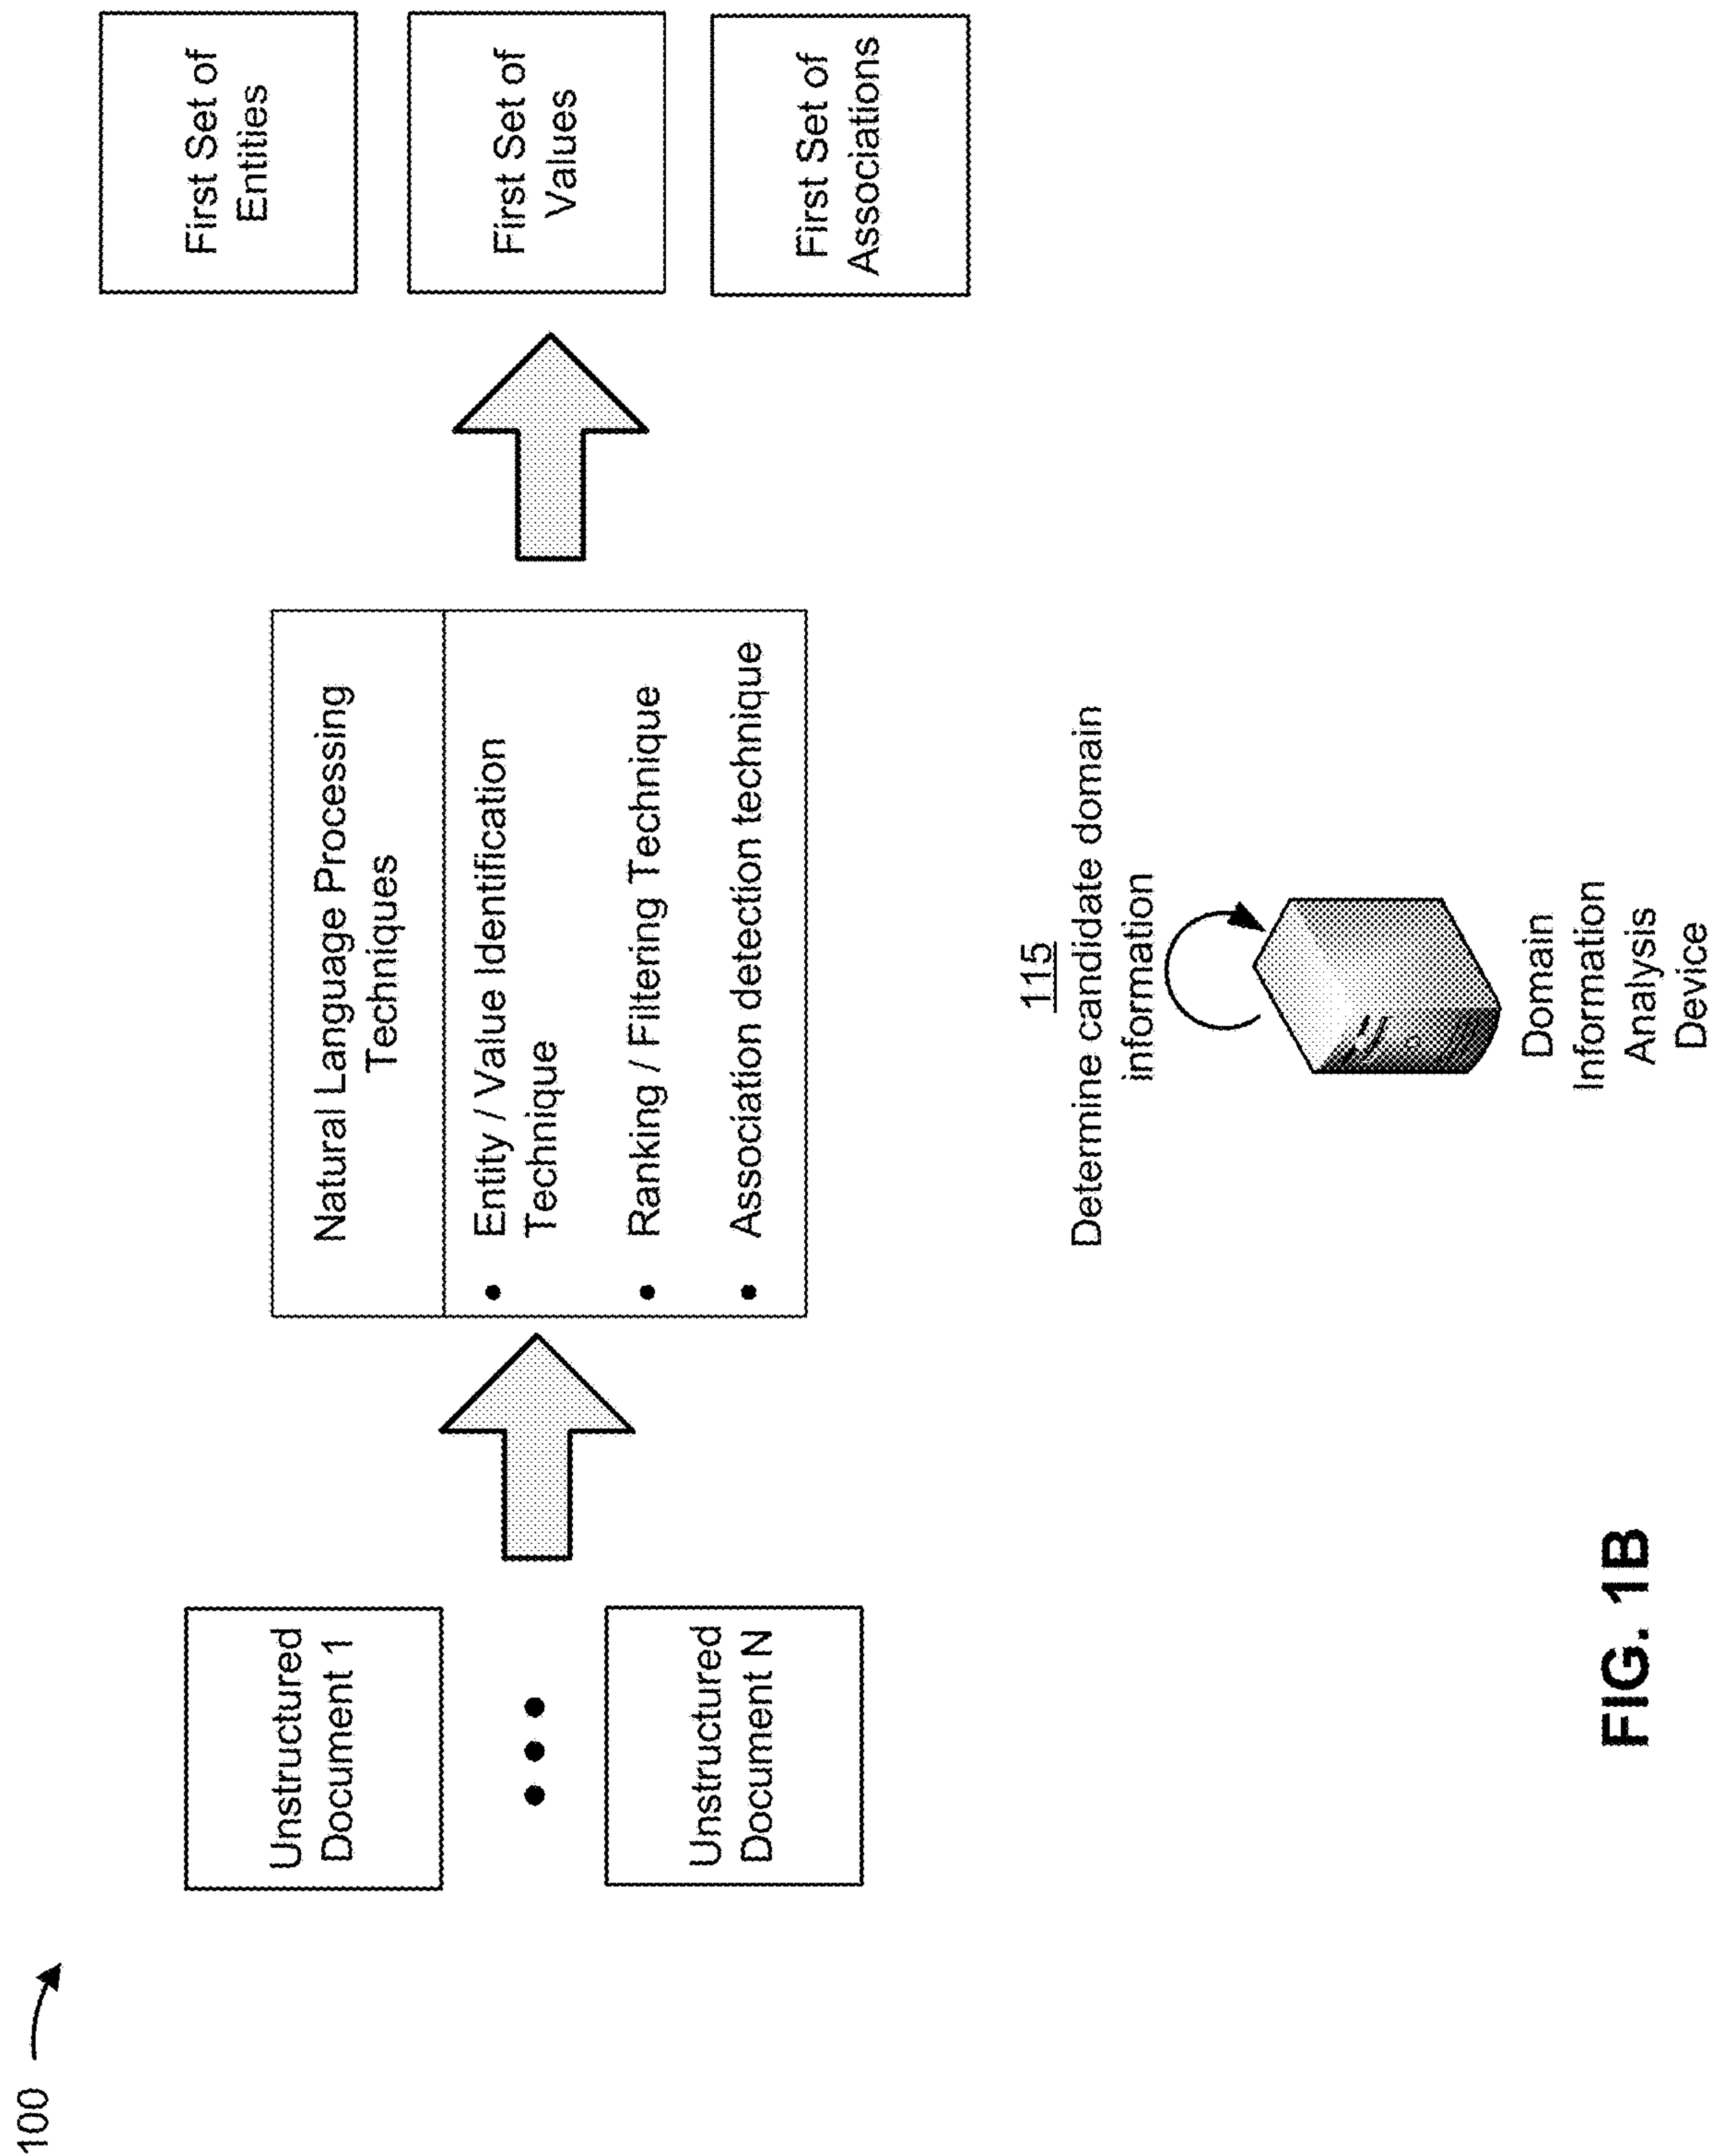 100
Unstructured
Document 1
Unstructured
Document N
Natural Language Processing
Techniques
• Entity / Value Identification
Technique
• Ranking / Filtering Technique
• Association detection technique
First Set of
Entities
First Set of
Values
First Set of
Associations
115
Determine candidate domain
information
Domain
Information
Analysis
Device
FIG. 1B